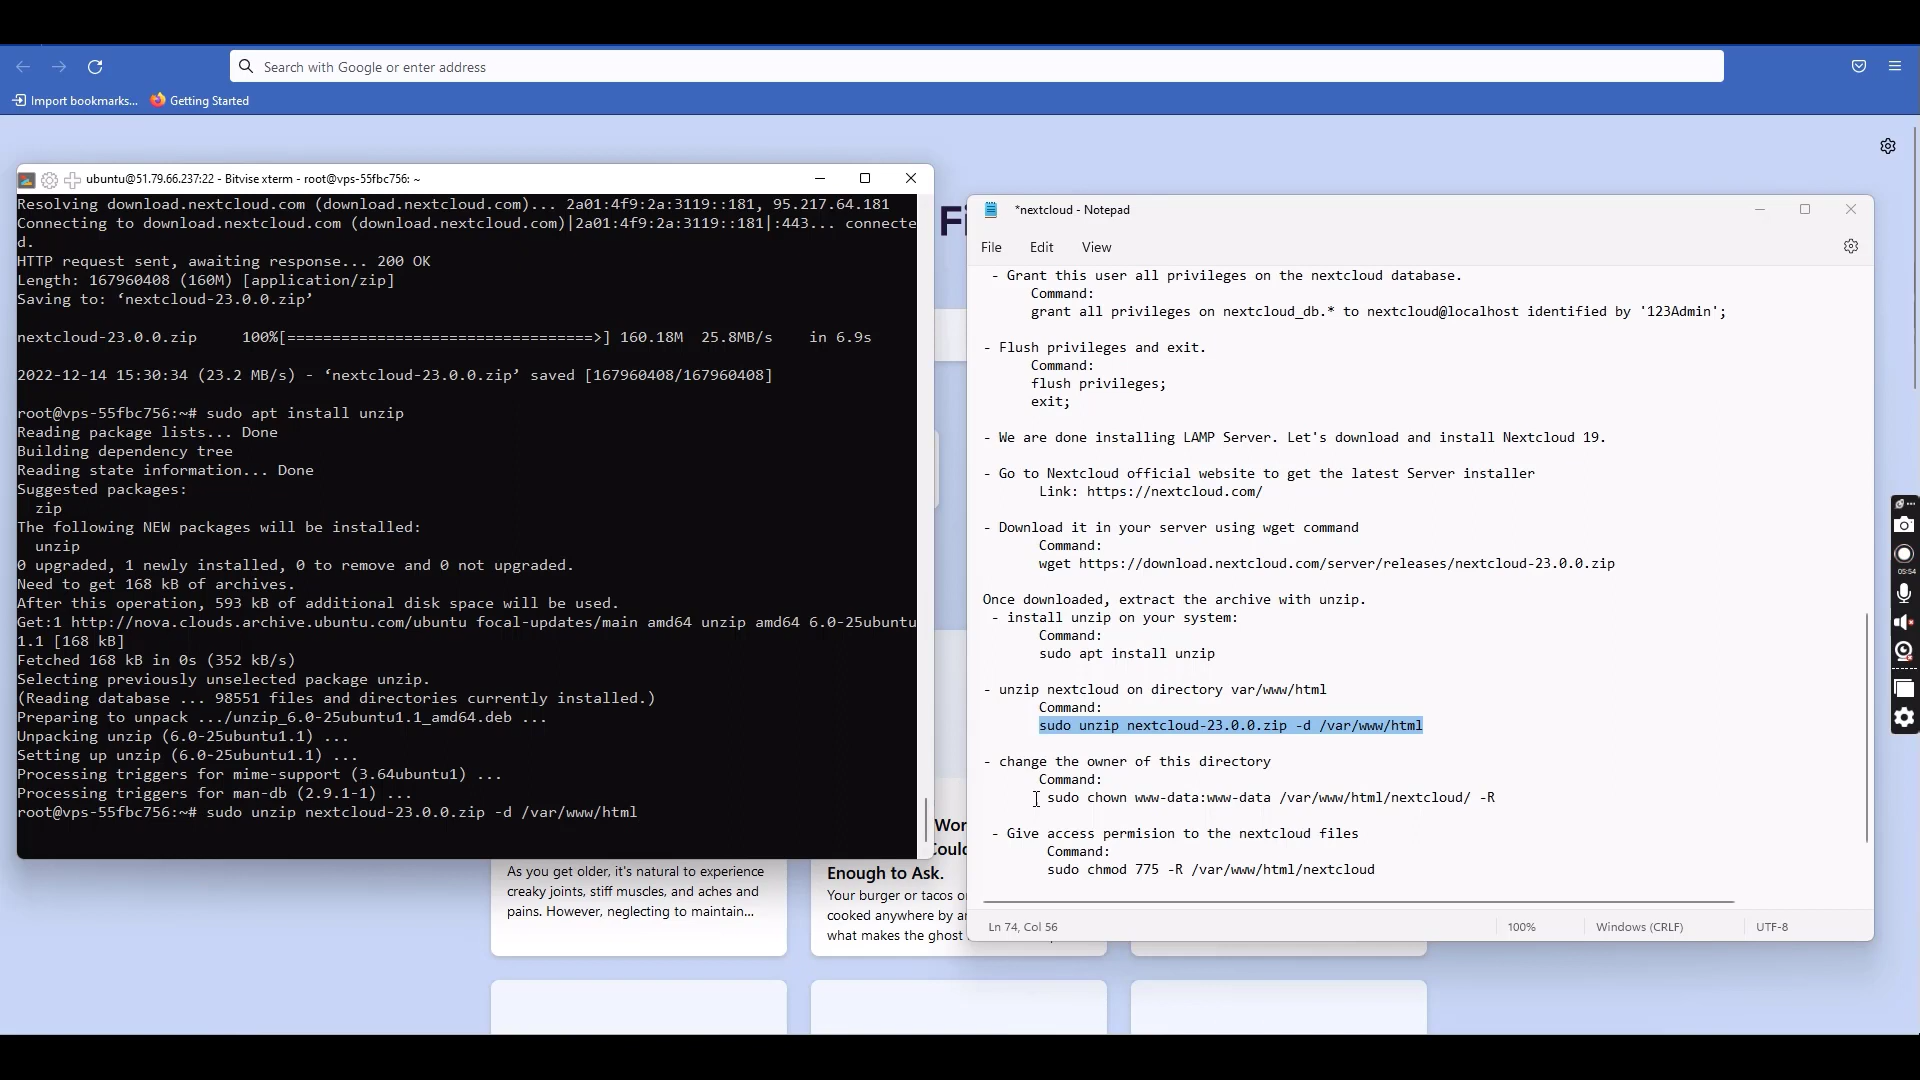 Search with Google or enter address
Import bookmarks...
Getting Started
ubuntu@51.79.66.237:22 - Bitvise xterm - root@vps-55fbc756: ~
Resolving download.nextcloud.com (download.nextcloud.com)... 2a01:4f9:2a:3119::181, 95.217.64.181
Connecting to download.nextcloud.com (download.nextcloud.com)|2a01:4f9:2a:3119::181|:443... connecte
d.
HTTP request sent, awaiting response... 200 OK
Length: 167960408 (160M) [application/zip]
Saving to: ‘nextcloud-23.0.0.zip’
nextcloud-23.0.0.zip     100%[==================================>] 160.18M  25.8MB/s    in 6.9s
2022-12-14 15:30:34 (23.2 MB/s) - ‘nextcloud-23.0.0.zip’ saved [167960408/167960408]
root@vps-55fbc756:~# sudo apt install unzip
Reading package lists... Done
Building dependency tree
Reading state information... Done
Suggested packages:
zip
The following NEW packages will be installed:
unzip
0 upgraded, 1 newly installed, 0 to remove and 0 not upgraded.
Need to get 168 kB of archives.
After this operation, 593 kB of additional disk space will be used.
Get:1 http://nova.clouds.archive.ubuntu.com/ubuntu focal-updates/main amd64 unzip amd64 6.0-25ubuntu
1.1 [168 kB]
Fetched 168 kB in 0s (352 kB/s)
Selecting previously unselected package unzip.
(Reading database ... 98551 files and directories currently installed.)
Preparing to unpack .../unzip_6.0-25ubuntu1.1_amd64.deb ...
Unpacking unzip (6.0-25ubuntu1.1) ...
Setting up unzip (6.0-25ubuntu1.1) ...
Processing triggers for mime-support (3.64ubuntu1) ...
Processing triggers for man-db (2.9.1-1) ...
root@vps-55fbc756:~# sudo unzip nextcloud-23.0.0.zip -d /var/www/html
*nextcloud - Notepad
File Edit View
- Grant this user all privileges on the nextcloud database.
Command:
grant all privileges on nextcloud_db.* to nextcloud@localhost identified by '123Admin';
- Flush privileges and exit.
Command:
flush privileges;
exit;
- We are done installing LAMP Server. Let's download and install Nextcloud 19.
- Go to Nextcloud official website to get the latest Server installer
Link: https://nextcloud.com/
- Download it in your server using wget command
Command:
wget https://download.nextcloud.com/server/releases/nextcloud-23.0.0.zip
Once downloaded, extract the archive with unzip.
- install unzip on your system:
Command:
sudo apt install unzip
- unzip nextcloud on directory var/www/html
Command:
sudo unzip nextcloud-23.0.0.zip -d /var/www/html
- change the owner of this directory
Command:
sudo chown www-data:www-data /var/www/html/nextcloud/ -R
- Give access permision to the nextcloud files
Command:
sudo chmod 775 -R /var/www/html/nextcloud
Ln 74, Col 56
100%
Windows (CRLF)
UTF-8
As you get older, it's natural to experience
creaky joints, stiff muscles, and aches and
pains. However, neglecting to maintain...
Enough to Ask.
Your burger or tacos
cooked anywhere by
what makes the ghost
05:54